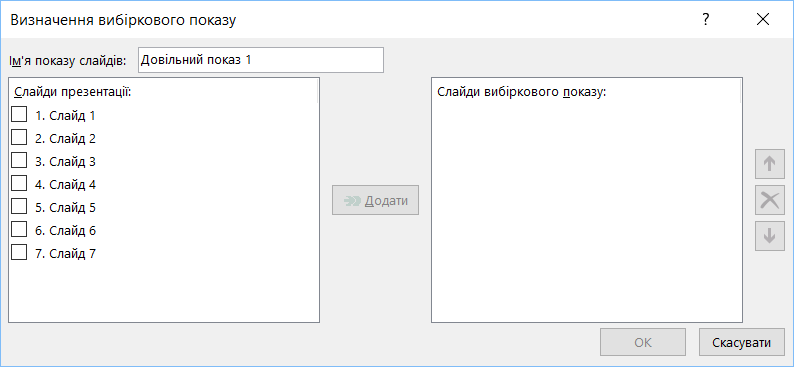 Визначення вибіркового показу
?
Ім'я показу слайдів: Довільний показ 1
Слайди презентації:
1. Слайд 1
2. Слайд 2
3. Слайд 3
4. Слайд 4
5. Слайд 5
6. Слайд 6
7. Слайд 7
Додати
Слайди вибіркового показу:
ОК
Скасувати